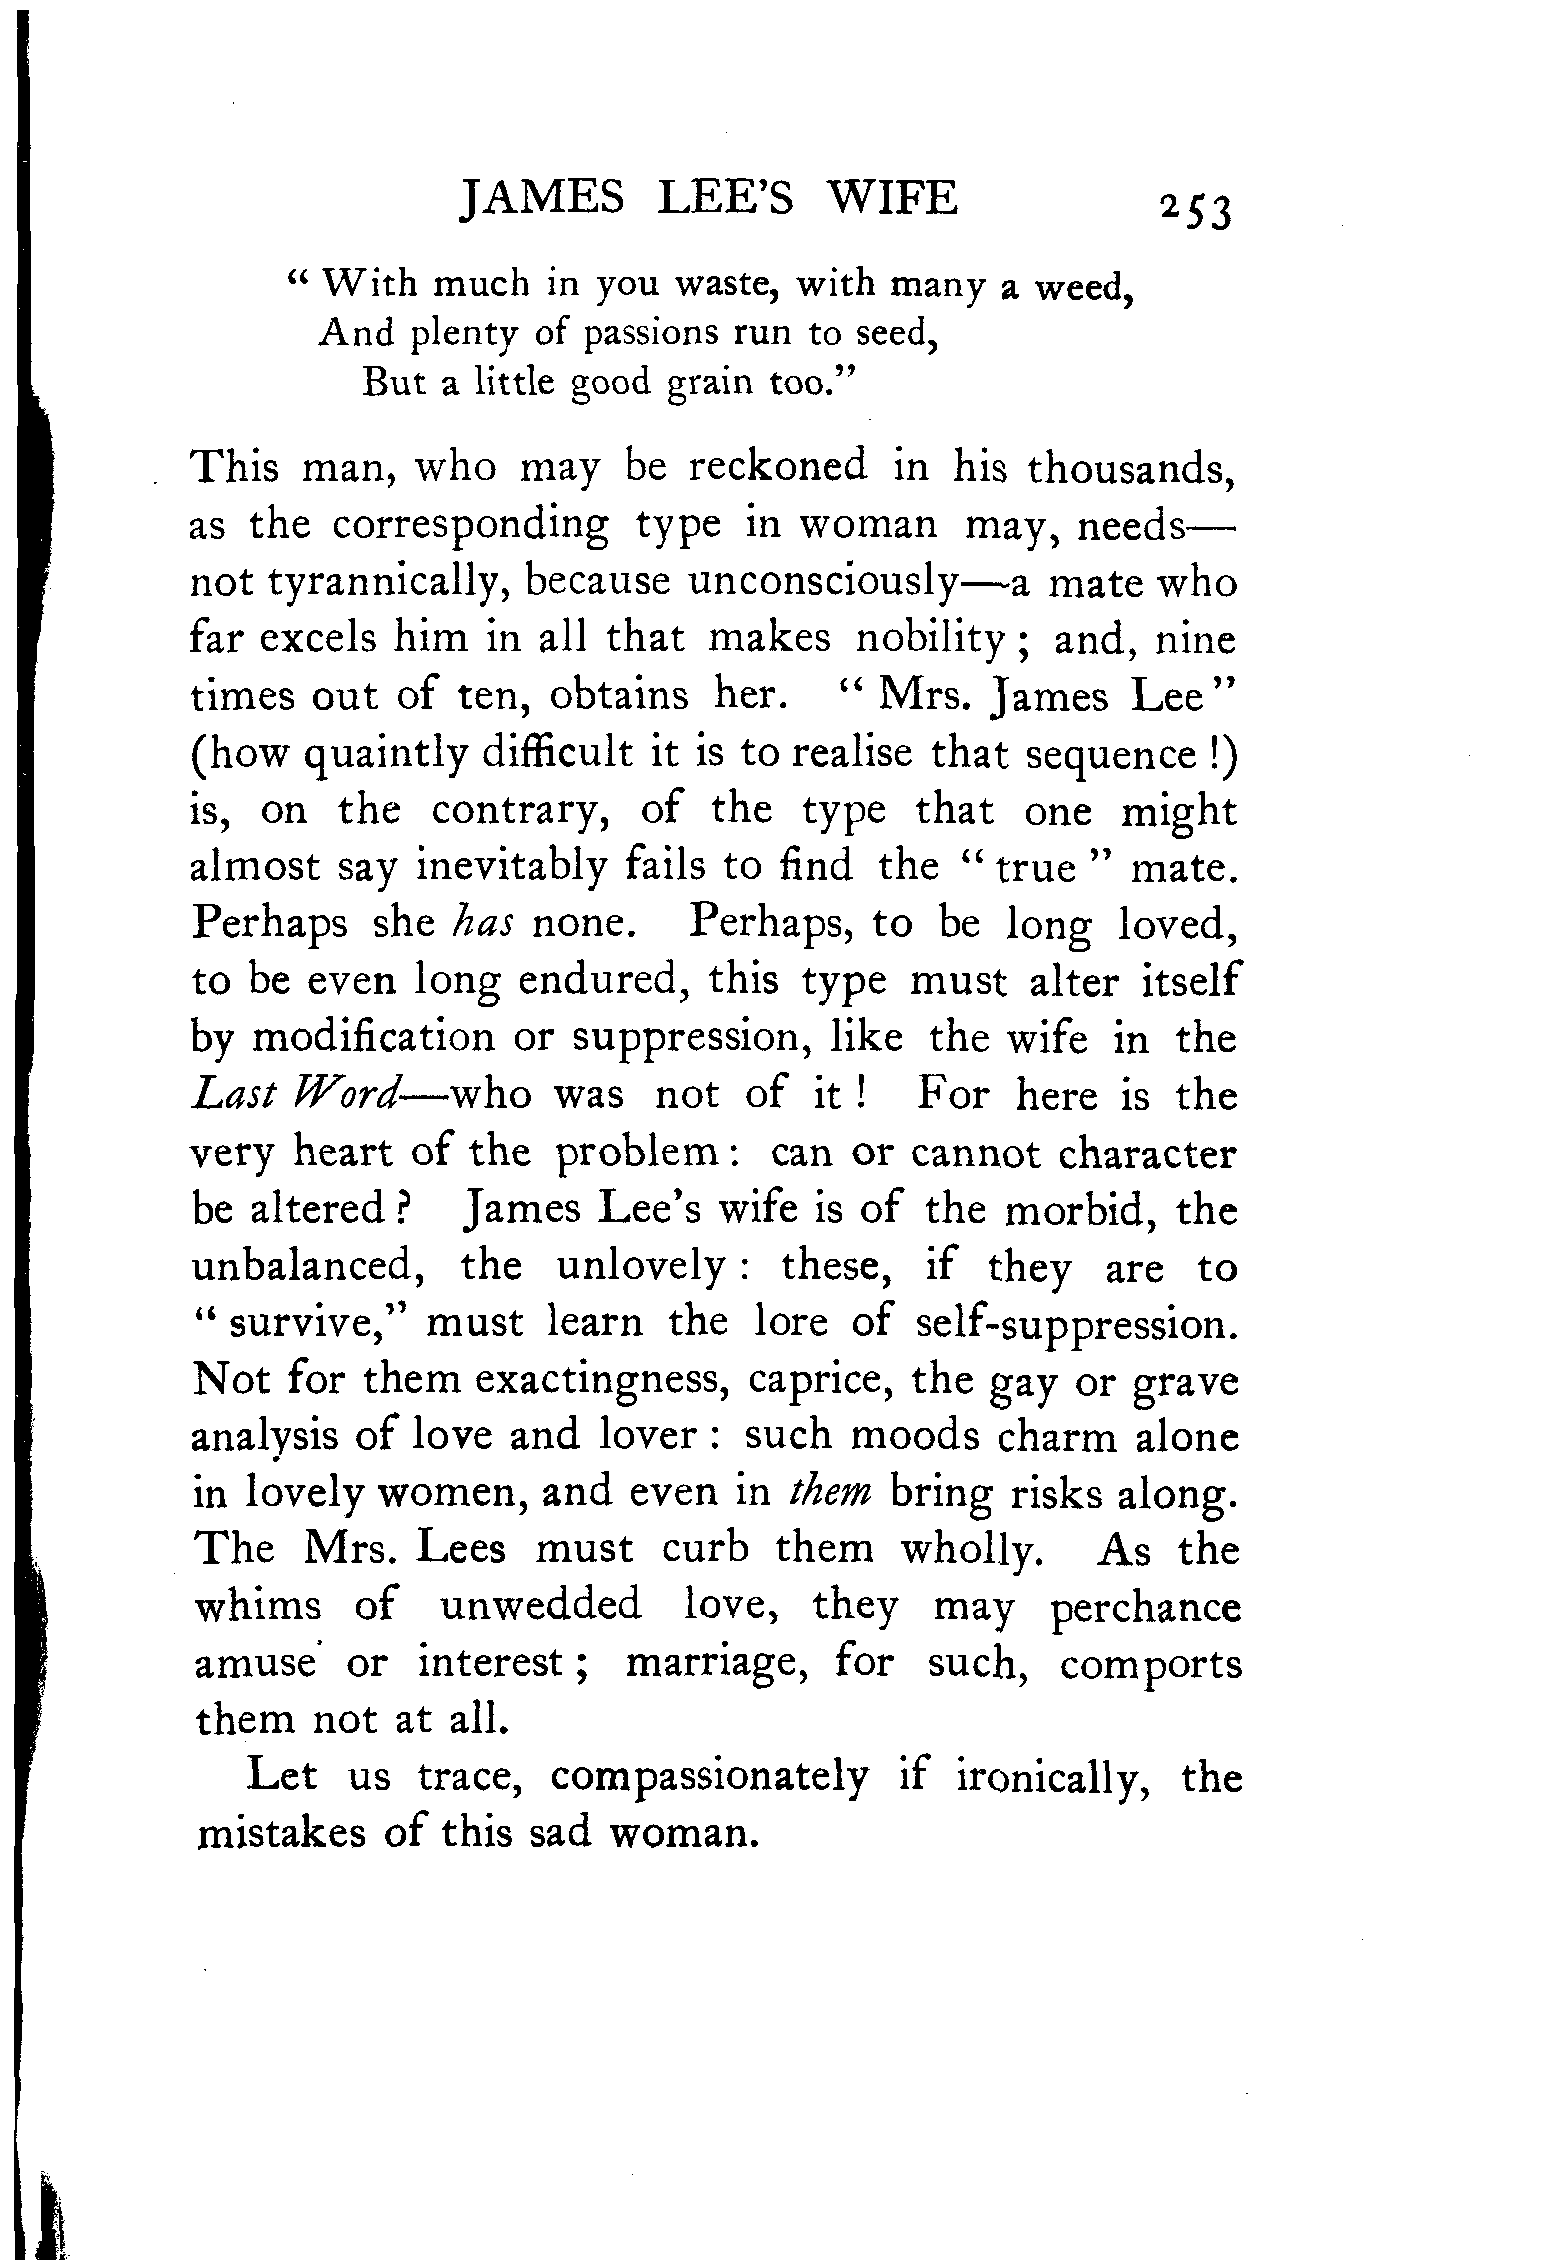 JAMES LEE'S WIFE 253
“ With much in you waste, with many a weed,
And plenty of passions run to seed,
But a little good grain too.”
This man, who may be reckoned in his thousands,
as the corresponding type in woman may, needs—
not tyrannically, because unconsciously—a mate who
far excels him in all that makes nobility ; and, nine
times out of ten, obtains her. “ Mrs. James Lee”
(how quaintly difficult it is to realise that sequence !)
is, on the contrary, of the type that one might
almost say inevitably fails to find the “ true ” mate.
Perhaps she has none. Perhaps, to be long loved,
to be even long endured, this type must alter itself
by modification or suppression, like the wife in the
Last Word—who was not of it ! For here is the
very heart of the problem : can or cannot character
be altered ? James Lee's wife is of the morbid, the
unbalanced, the unlovely : these, if they are to
“ survive,” must learn the lore of self-suppression.
Not for them exactingness, caprice, the gay or grave
analysis of love and lover : such moods charm alone
in lovely women, and even in them bring risks along.
The Mrs. Lees must curb them wholly. As the
whims of unwedded love, they may perchance
amuse or interest ; marriage, for such, comports
them not at all.
Let us trace, compassionately if ironically, the
mistakes of this sad woman.